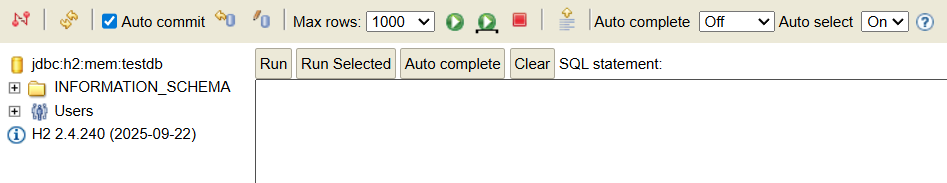 Auto commit Max rows: 1000 Auto complete Off Auto select On ?
jdbc:h2:mem:testdb
Run Run Selected Auto complete Clear SQL statement:
INFORMATION_SCHEMA
Users
H2 2.4.240 (2025-09-22)